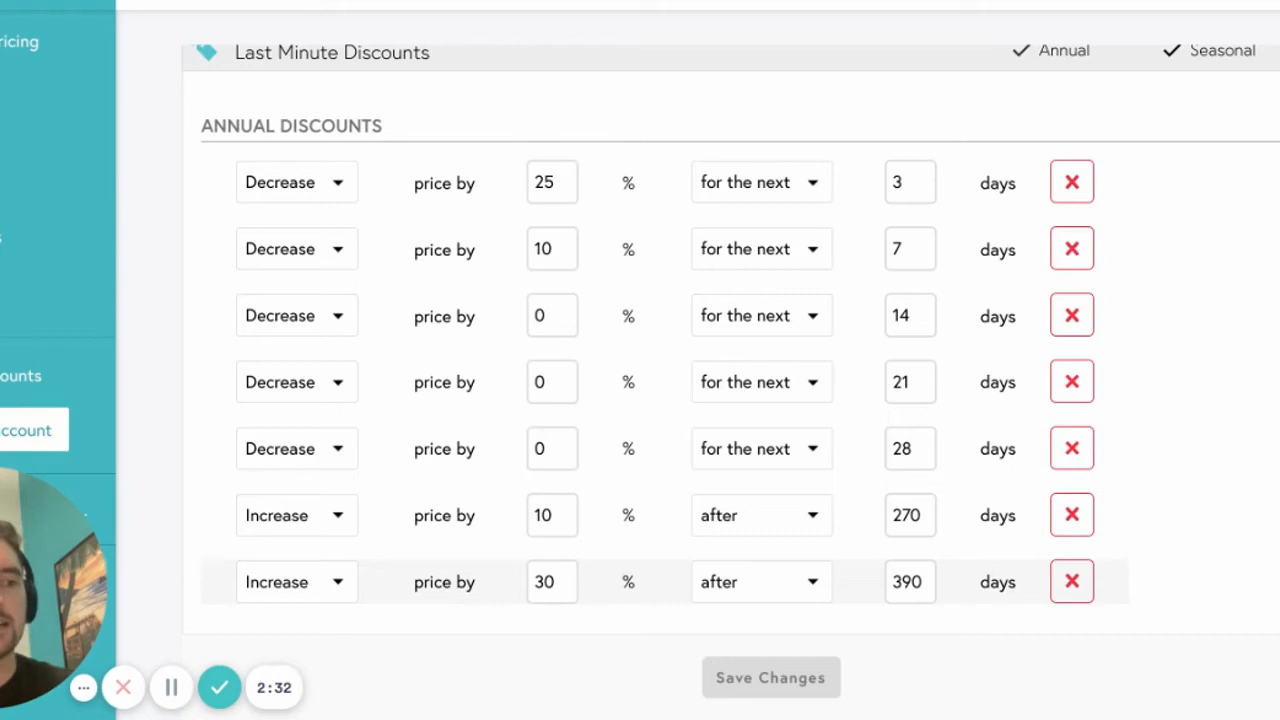 ricing
Last Minute Discounts
Annual
Seasonal
ANNUAL DISCOUNTS
Decrease price by 25 % for the next 3 days
Decrease price by 10 % for the next 7 days
Decrease price by 0 % for the next 14 days
Decrease price by 0 % for the next 21 days
Decrease price by 0 % for the next 28 days
Increase price by 10 % after 270 days
Increase price by 30 % after 390 days
ounts
ccount
2:32
Save Changes